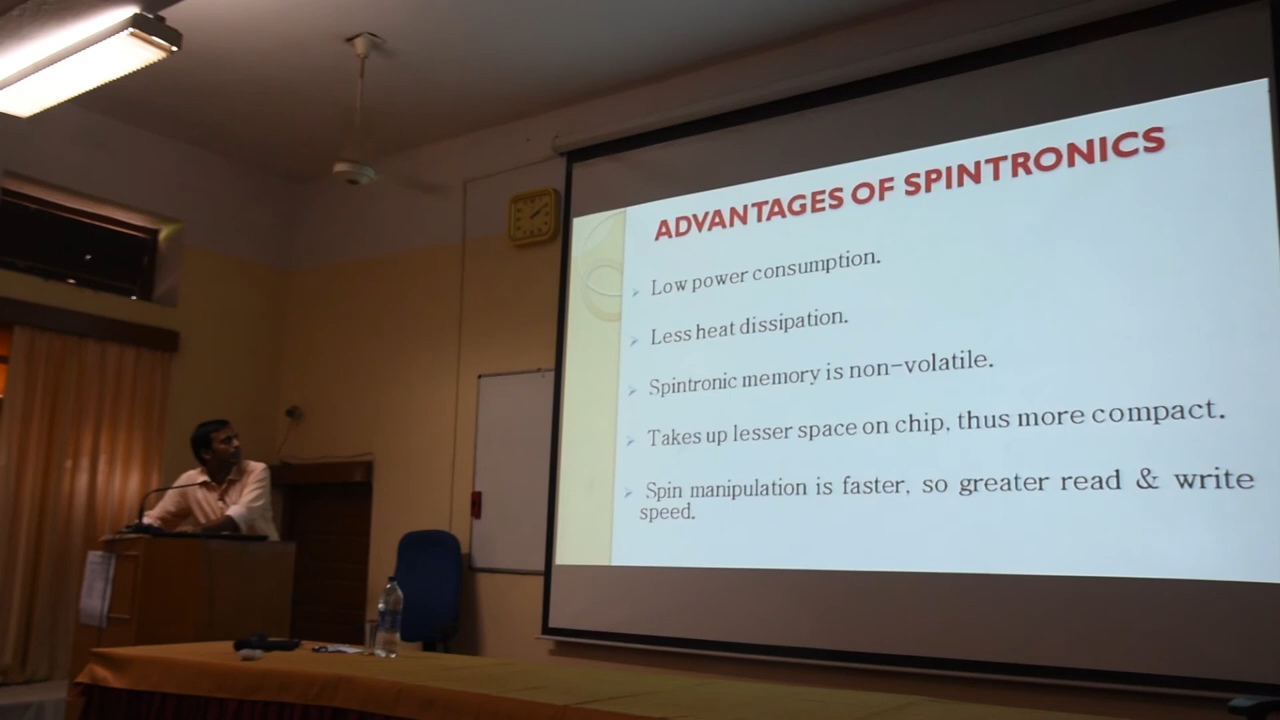 ADVANTAGES OF SPINTRONICS
Low power consumption.
Less heat dissipation.
Spintronic memory is non-volatile.
Takes up lesser space on chip, thus more compact.
Spin manipulation is faster, so greater read & write
speed.